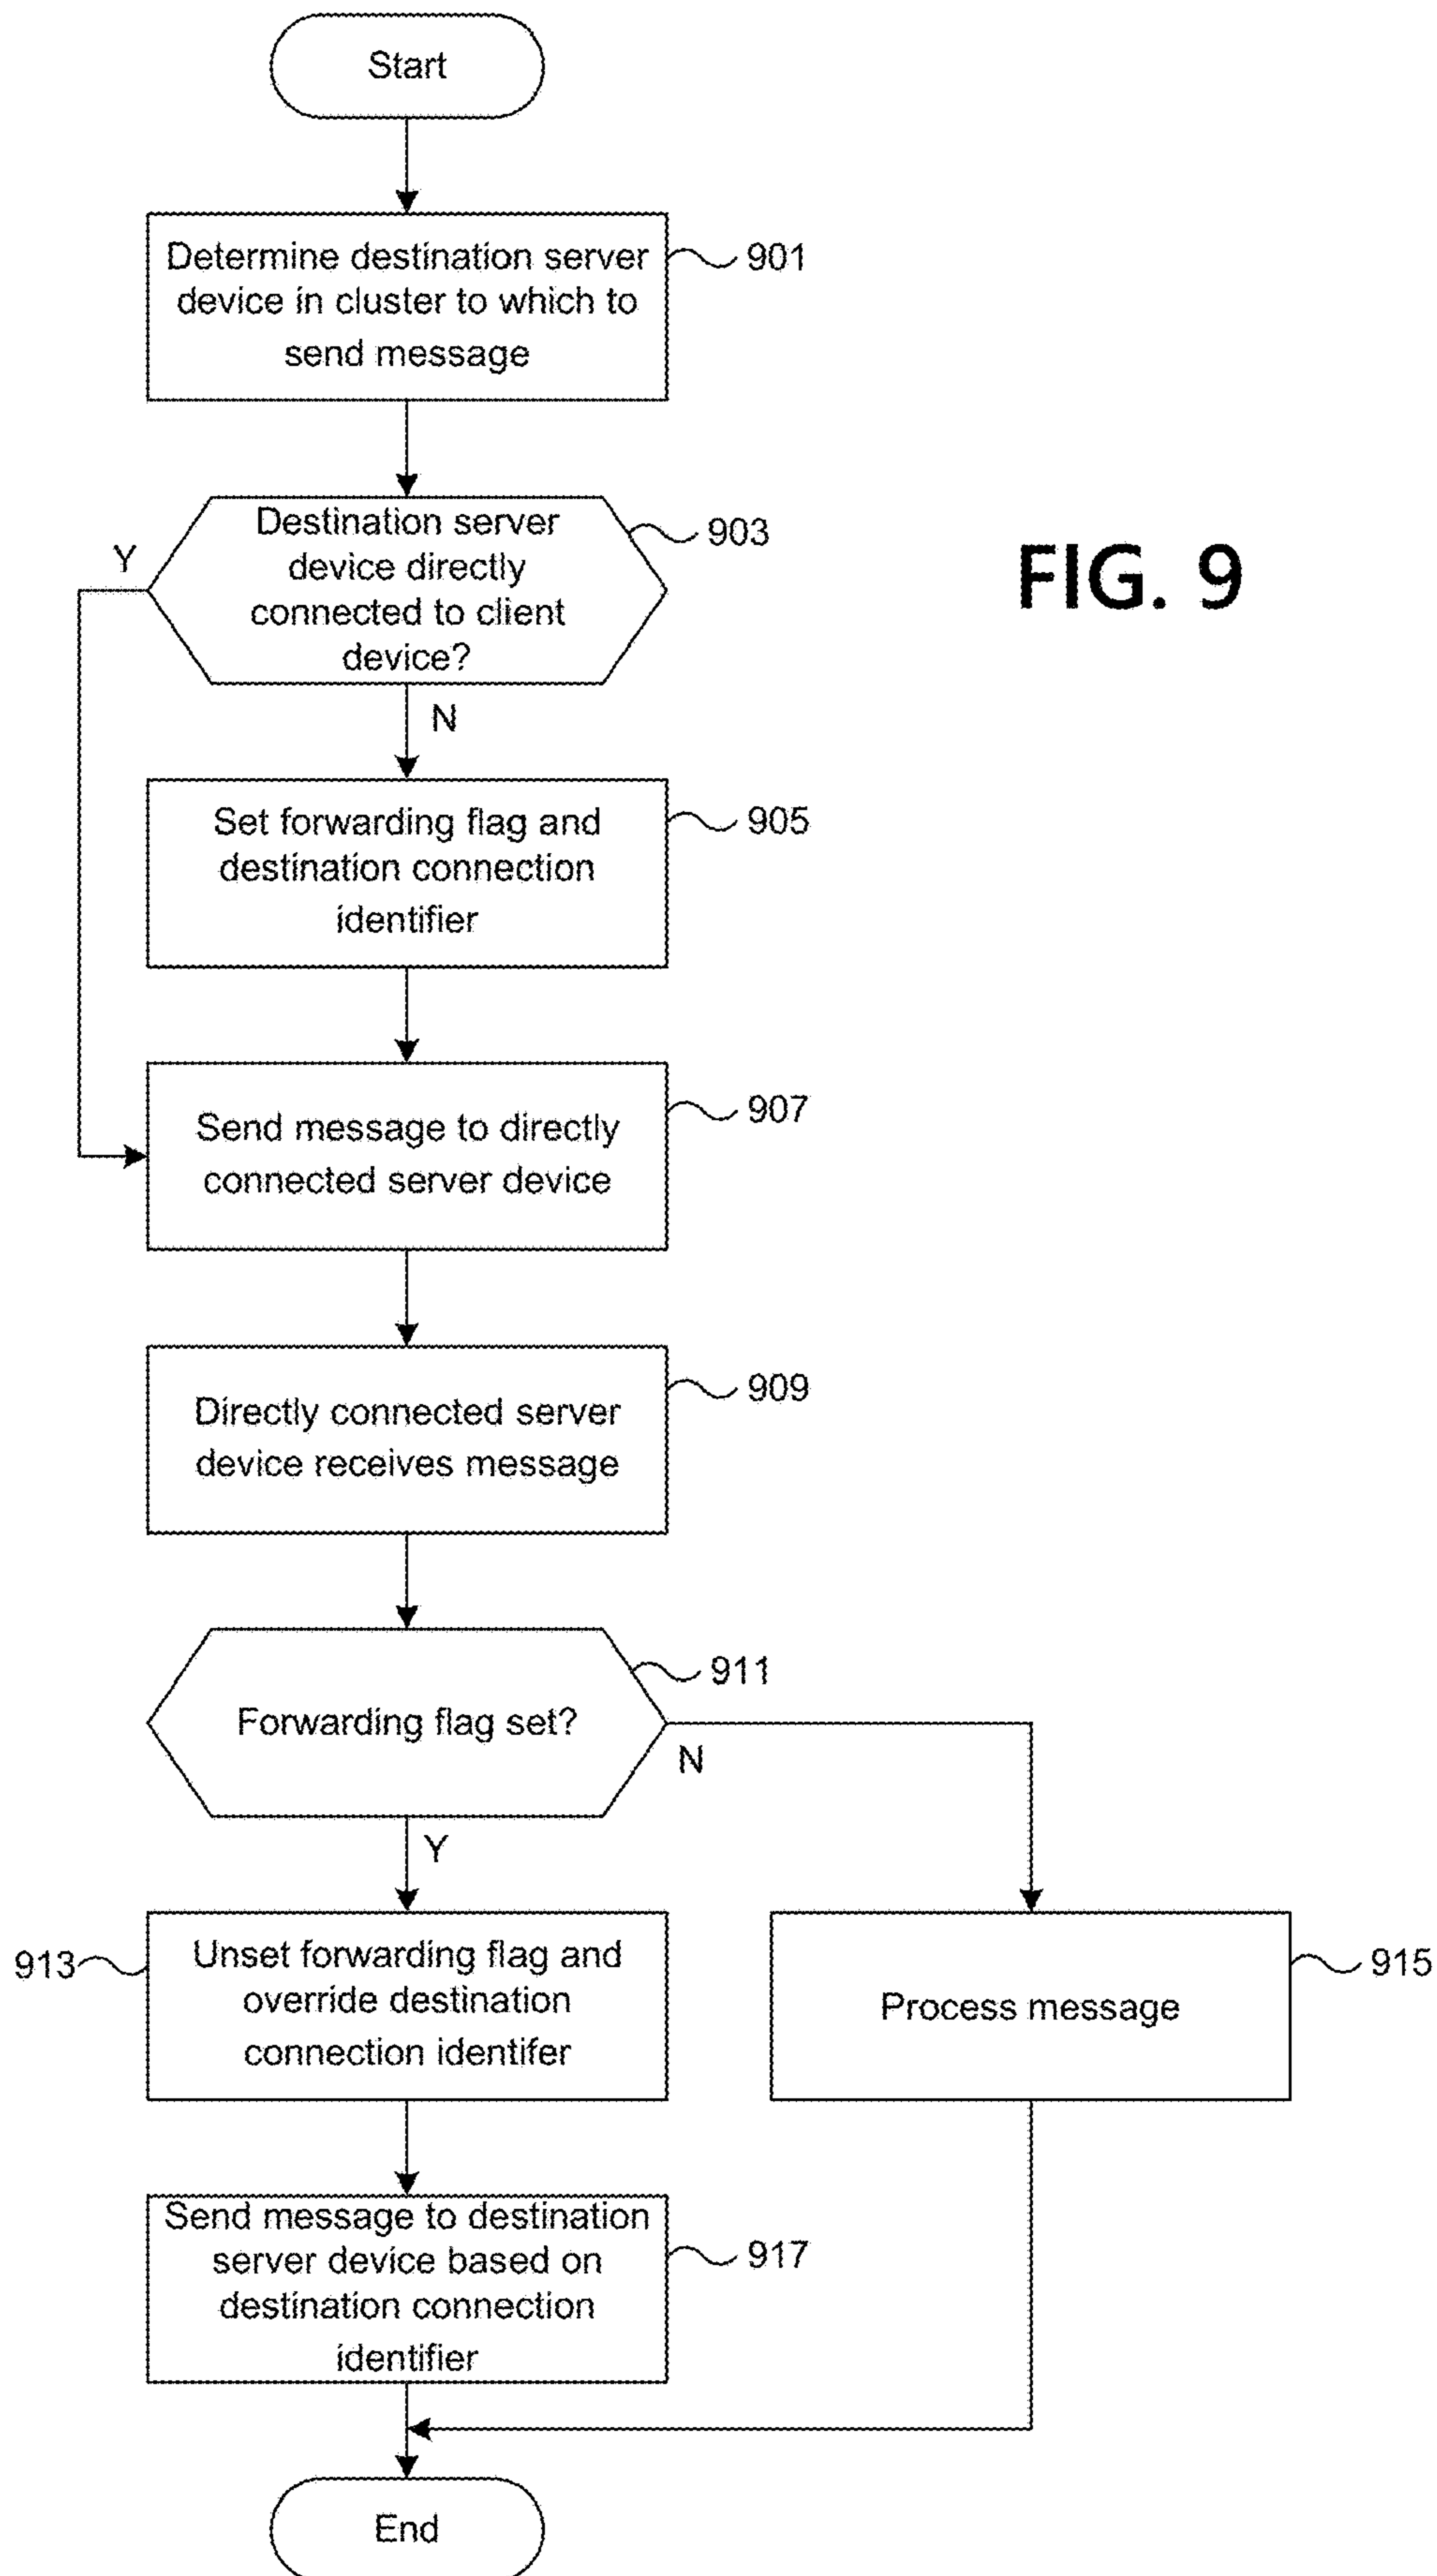 Start
Determine destination server
device in cluster to which to
send message
901
Destination server
device directly
connected to client
device?
903
Y
N
FIG. 9
Set forwarding flag and
destination connection
identifier
905
Send message to directly
connected server device
907
Directly connected server
device receives message
909
Forwarding flag set?
911
N
Y
913
Unset forwarding flag and
override destination
connection identifer
Process message
915
Send message to destination
server device based on
destination connection
identifier
917
End